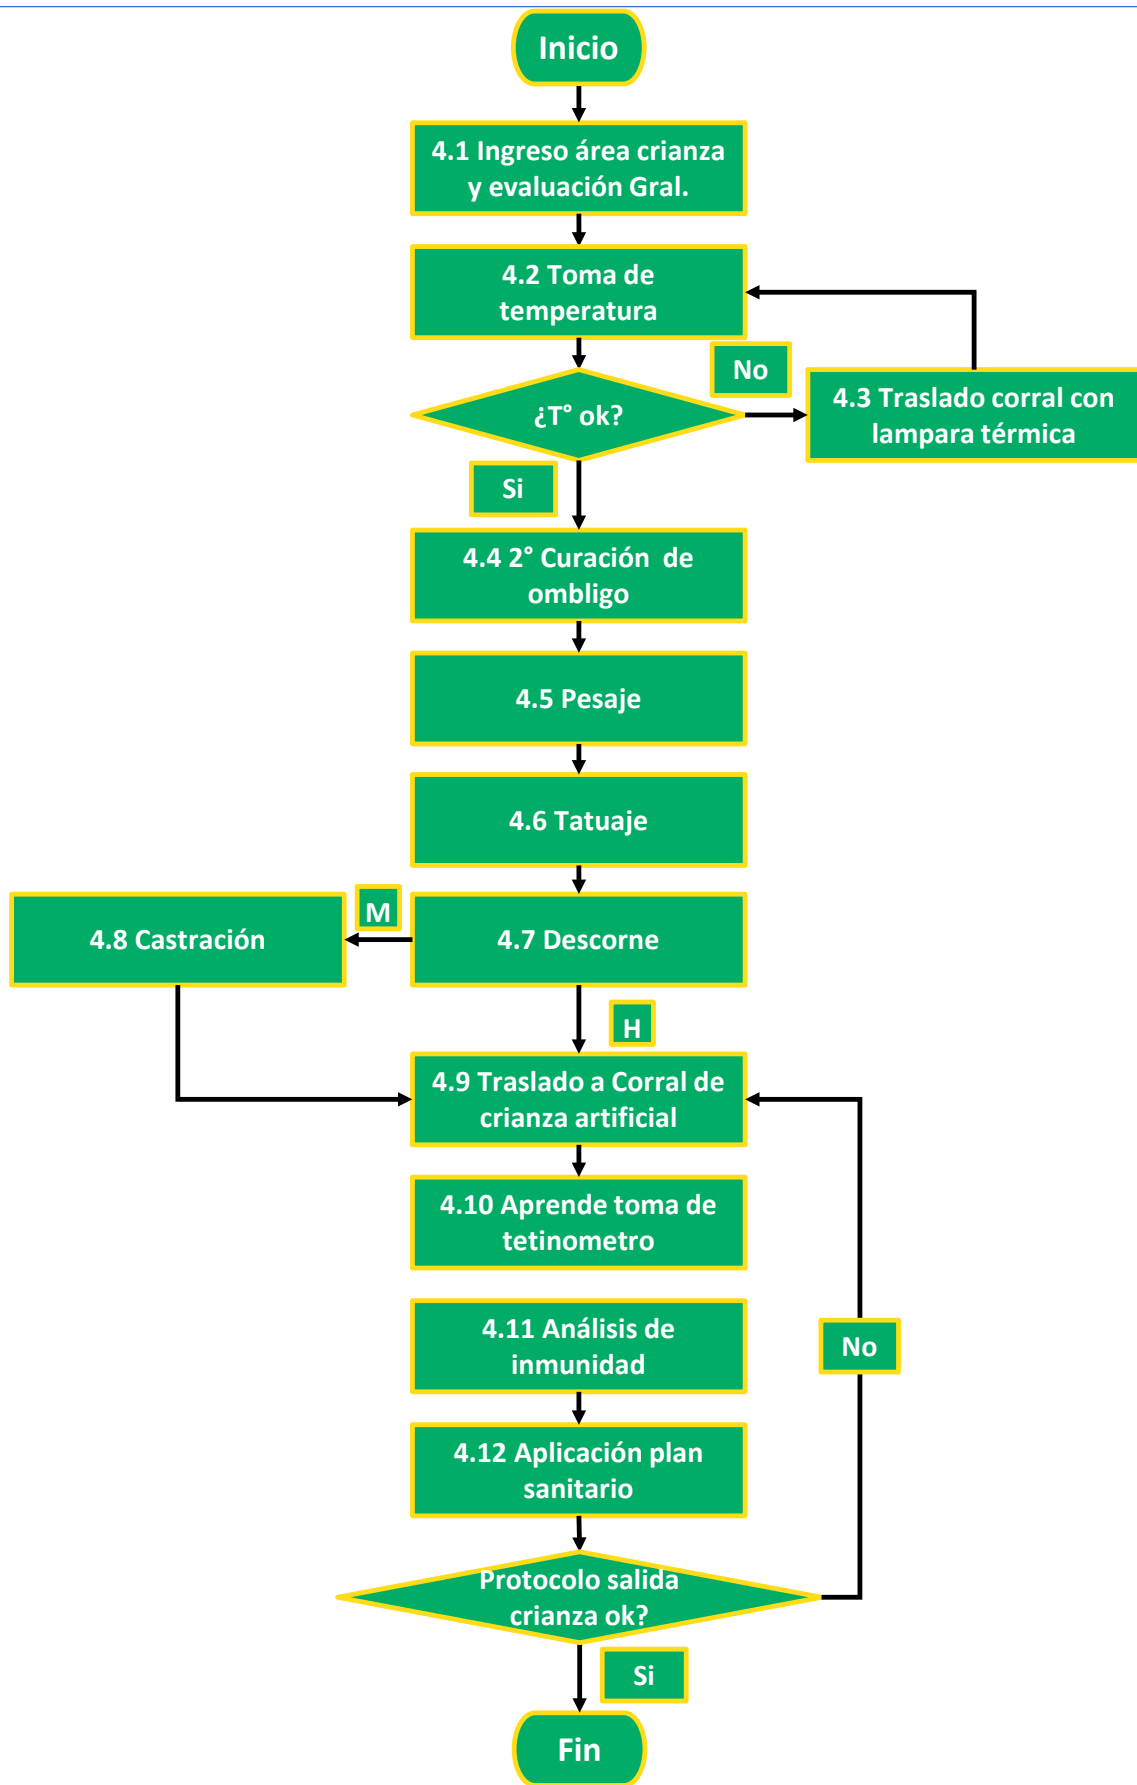 Inicio
4.1 Ingreso área crianza
y evaluación Gral.
4.2 Toma de
temperatura
No
¿T° ok?
4.3 Traslado corral con
lampara térmica
Si
4.4 2° Curación  de
ombligo
4.5 Pesaje
4.6 Tatuaje
4.8 Castración
M
4.7 Descorne
H
4.9 Traslado a Corral de
crianza artificial
4.10 Aprende toma de
tetinometro
4.11 Análisis de
inmunidad
No
4.12 Aplicación plan
sanitario
Protocolo salida
crianza ok?
Si
Fin